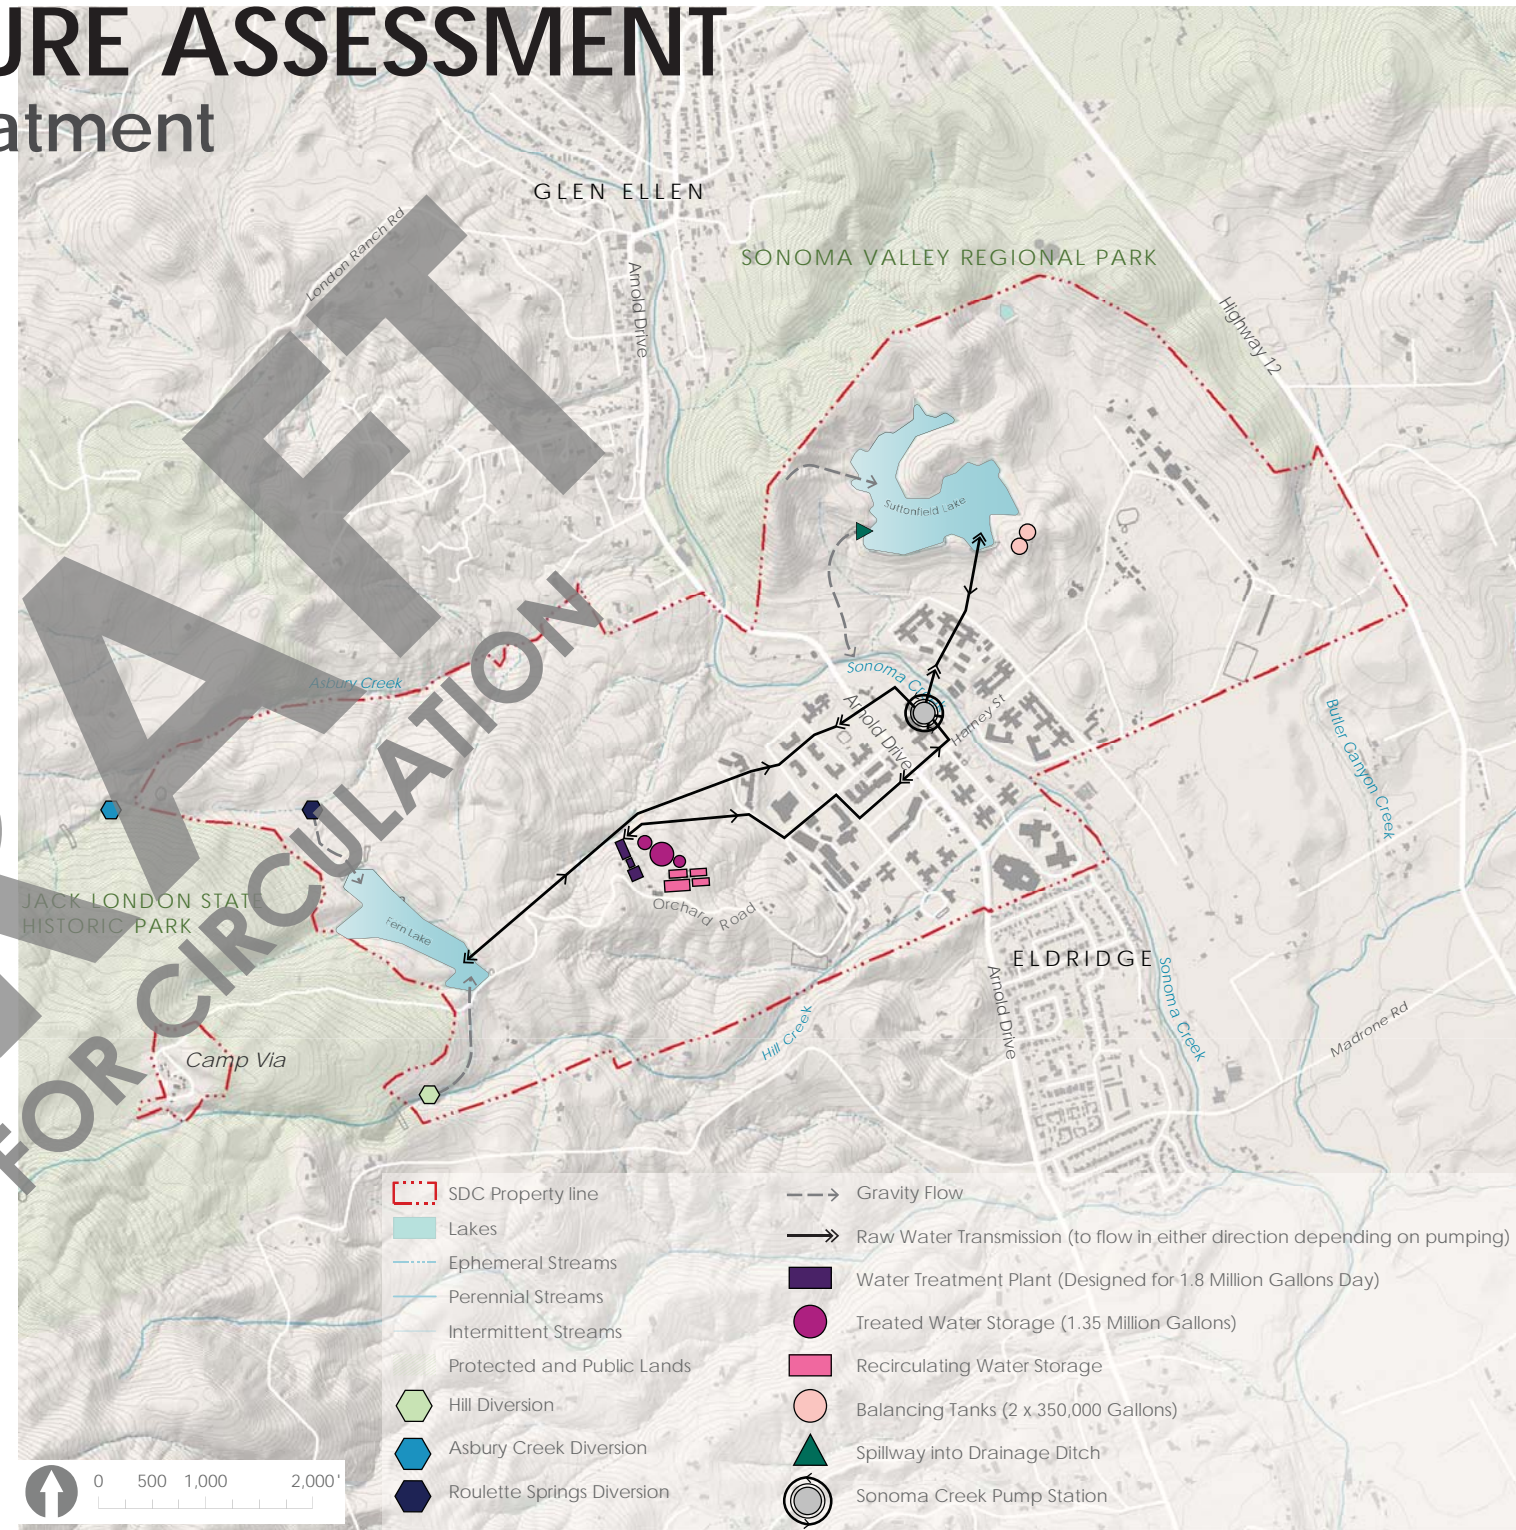 URE ASSESSMENT
atment
GLEN ELLEN
London Ranch Rd
Arnold Drive
SONOMA VALLEY REGIONAL PARK
Highway 12
Suttonfield Lake
Asbury Creek
Sonoma Cr
Arnold Drive
Harney St
Butler Canyon Creek
JACK LONDON STATE
HISTORIC PARK
Fern Lake
Orchard Road
ELDRIDGE
Arnold Drive
Sonoma Creek
Hill Creek
Madrone Rd
Camp Via
RAFT
FOR CIRCULATION
SDC Property line
Lakes
Ephemeral Streams
Perennial Streams
Intermittent Streams
Protected and Public Lands
Hill Diversion
Asbury Creek Diversion
Roulette Springs Diversion
Gravity Flow
Raw Water Transmission (to flow in either direction depending on pumping)
Water Treatment Plant (Designed for 1.8 Million Gallons Day)
Treated Water Storage (1.35 Million Gallons)
Recirculating Water Storage
Balancing Tanks (2 x 350,000 Gallons)
Spillway into Drainage Ditch
Sonoma Creek Pump Station
0 500 1,000 2,000'